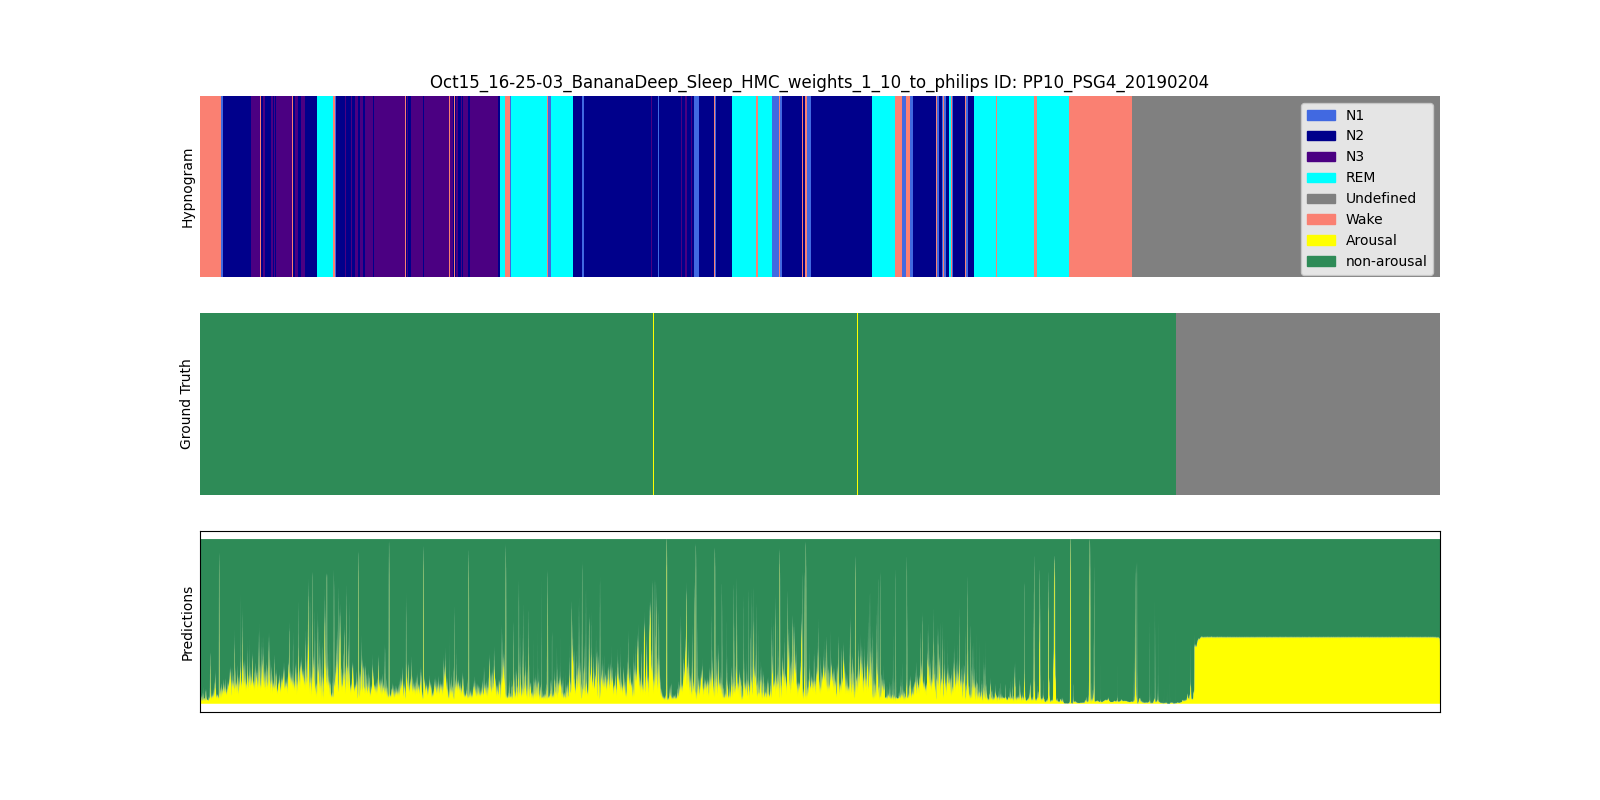 Oct15_16-25-03_BananaDeep_Sleep_HMC_weights_1_10_to_philips ID: PP10_PSG4_20190204
Hypnogram
N1
N2
N3
REM
Undefined
Wake
Arousal
non-arousal
Ground Truth
Predictions